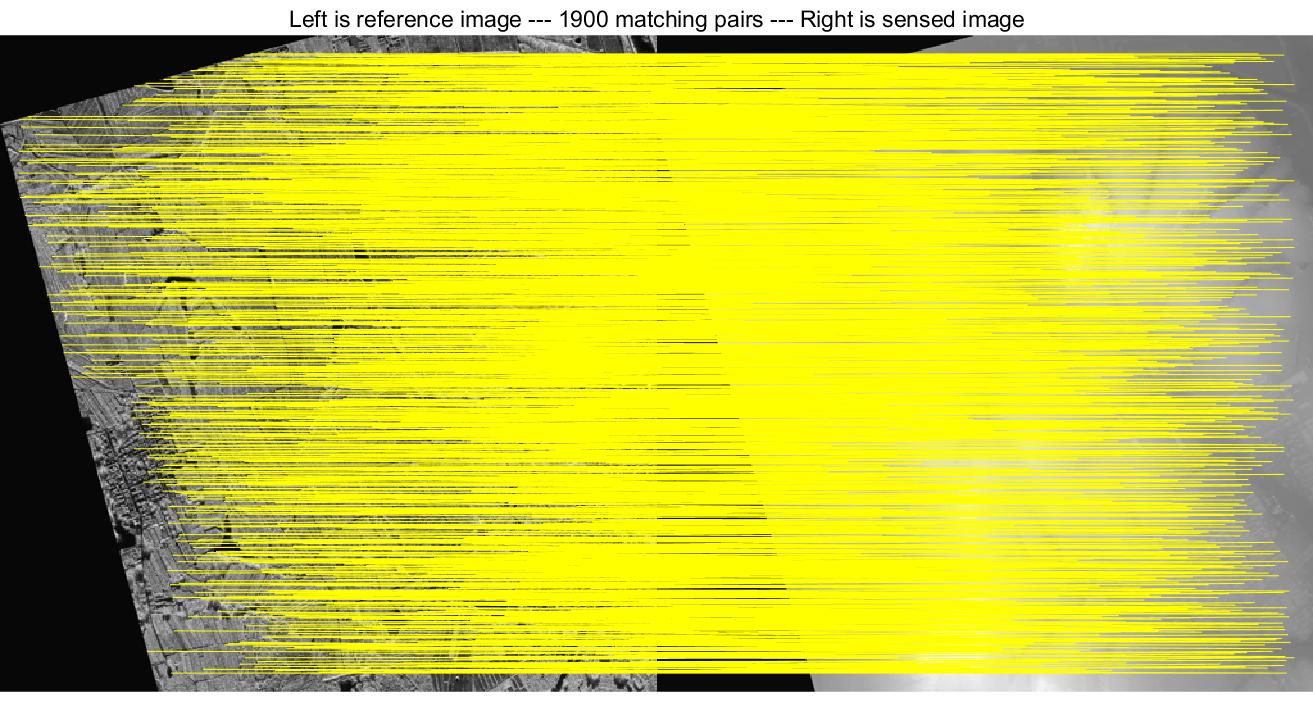 Left is reference image --- 1900 matching pairs --- Right is sensed image